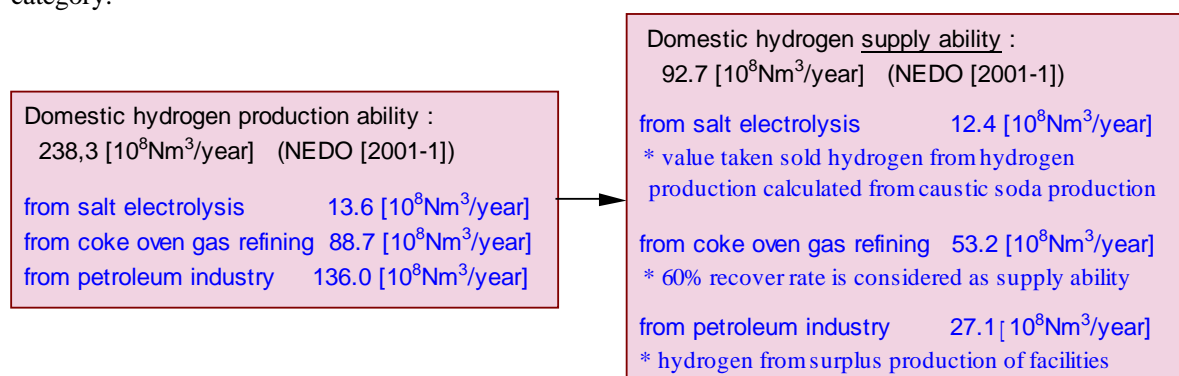 category.
Domestic hydrogen production ability :
238,3 [10⁸Nm³/year] (NEDO [2001-1])
from salt electrolysis 13.6 [10⁸Nm³/year]
from coke oven gas refining 88.7 [10⁸Nm³/year]
from petroleum industry 136.0 [10⁸Nm³/year]
Domestic hydrogen supply ability :
92.7 [10⁸Nm³/year] (NEDO [2001-1])
from salt electrolysis 12.4 [10⁸Nm³/year]
* value taken sold hydrogen from hydrogen
production calculated from caustic soda production
from coke oven gas refining 53.2 [10⁸Nm³/year]
* 60% recover rate is considered as supply ability
from petroleum industry 27.1 [10⁸Nm³/year]
* hydrogen from surplus production of facilities